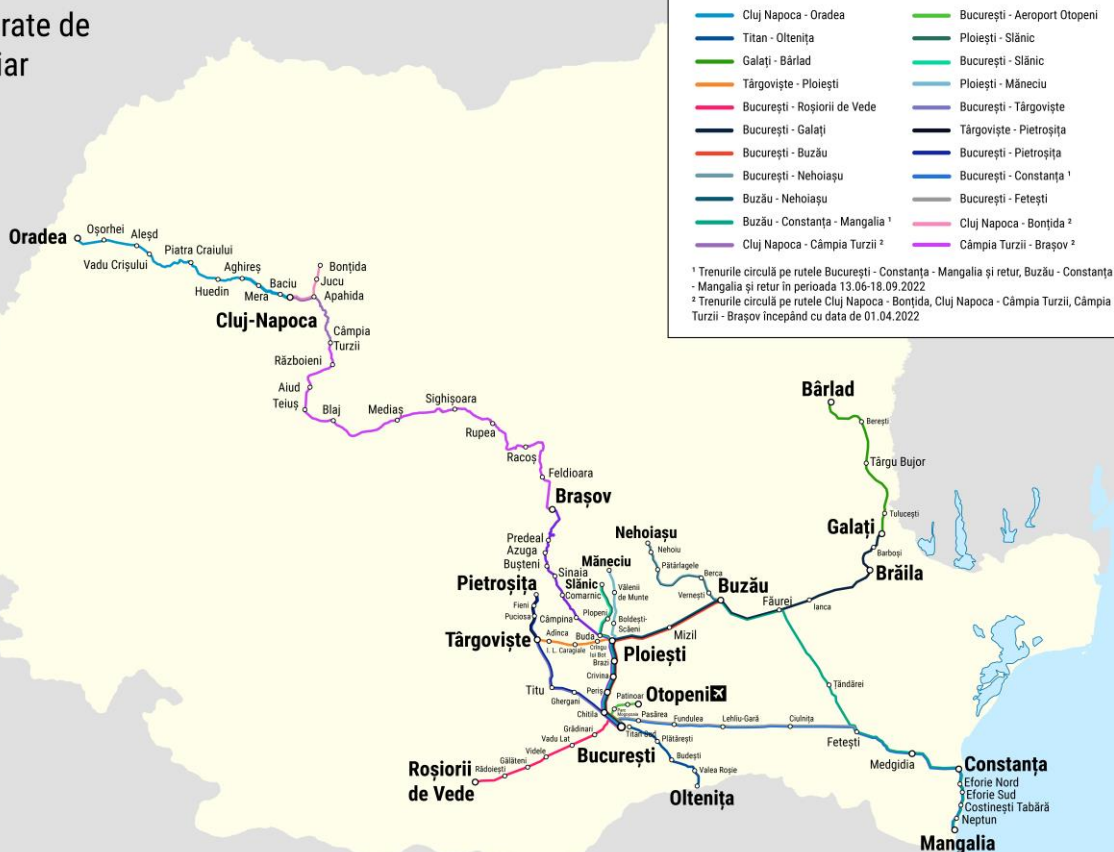 rate de
iar
Cluj Napoca - Oradea
Titan - Oltenița
Galați - Bârlad
Târgoviște - Ploiești
București - Roșiorii de Vede
București - Galați
București - Buzău
București - Nehoiașu
Buzău - Nehoiașu
Buzău - Constanța - Mangalia ¹
Cluj Napoca - Câmpia Turzii ²
București - Aeroport Otopeni
Ploiești - Slănic
București - Slănic
Ploiești - Măneciu
București - Târgoviște
Târgoviște - Pietroșița
București - Pietroșița
București - Constanța ¹
București - Fetești
Cluj Napoca - Bonțida ²
Câmpia Turzii - Brașov ²
¹ Trenurile circulă pe rutele București - Constanța - Mangalia și retur, Buzău - Constanța
- Mangalia și retur în perioada 13.06-18.09.2022
² Trenurile circulă pe rutele Cluj Napoca - Bonțida, Cluj Napoca - Câmpia Turzii, Câmpia
Turzii - Brașov începând cu data de 01.04.2022
Oradea
Oșorhei
Aleșd
Vadu Crișului
Piatra Craiului
Huedin
Aghireș
Mera
Baciu
Cluj-Napoca
Bonțida
Jucu
Apahida
Câmpia
Turzii
Războieni
Aiud
Teiuș
Blaj
Mediaș
Sighișoara
Rupea
Racoș
Feldioara
Brașov
Predeal
Azuga
Bușteni
Sinaia
Comarnic
Câmpina
Bârlad
Berești
Târgu Bujor
Tulucești
Galați
Barboși
Brăila
Ianca
Făurei
Buzău
Nehoiașu
Nehoiu
Pătârlagele
Berca
Vernești
Mizil
Măneciu
Vălenii
de Munte
Boldești-
Scăeni
Slănic
Plopeni
Pietroșița
Fieni
Pucioasa
Târgoviște
Adinca
I. L. Caragiale
Buda
Crîngu
lui Bot
Ploiești
Brazi
Crivina
Periș
Chitila
Titu
Ghergani
Otopeni
Patinoar
Parc
Mogoșoaia
București
Titan Sud
Pasărea
Fundulea
Lehliu-Gară
Ciulnița
Fetești
Țăndărei
Medgidia
Constanța
Eforie Nord
Eforie Sud
Costinești Tabără
Neptun
Mangalia
Plătărești
Budești
Valea Roșie
Oltenița
Grădinari
Vadu Lat
Videle
Gălăteni
Rădoiești
Roșiorii
de Vede